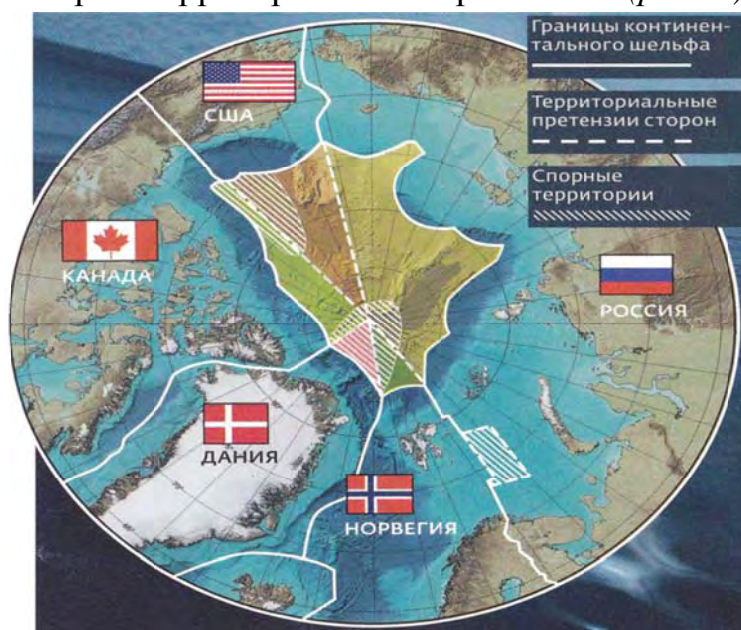 Границы континен-
тального шельфа
Территориальные
претензии сторон
Спорные
территории
США
КАНАДА
РОССИЯ
ДАНИЯ
НОРВЕГИЯ